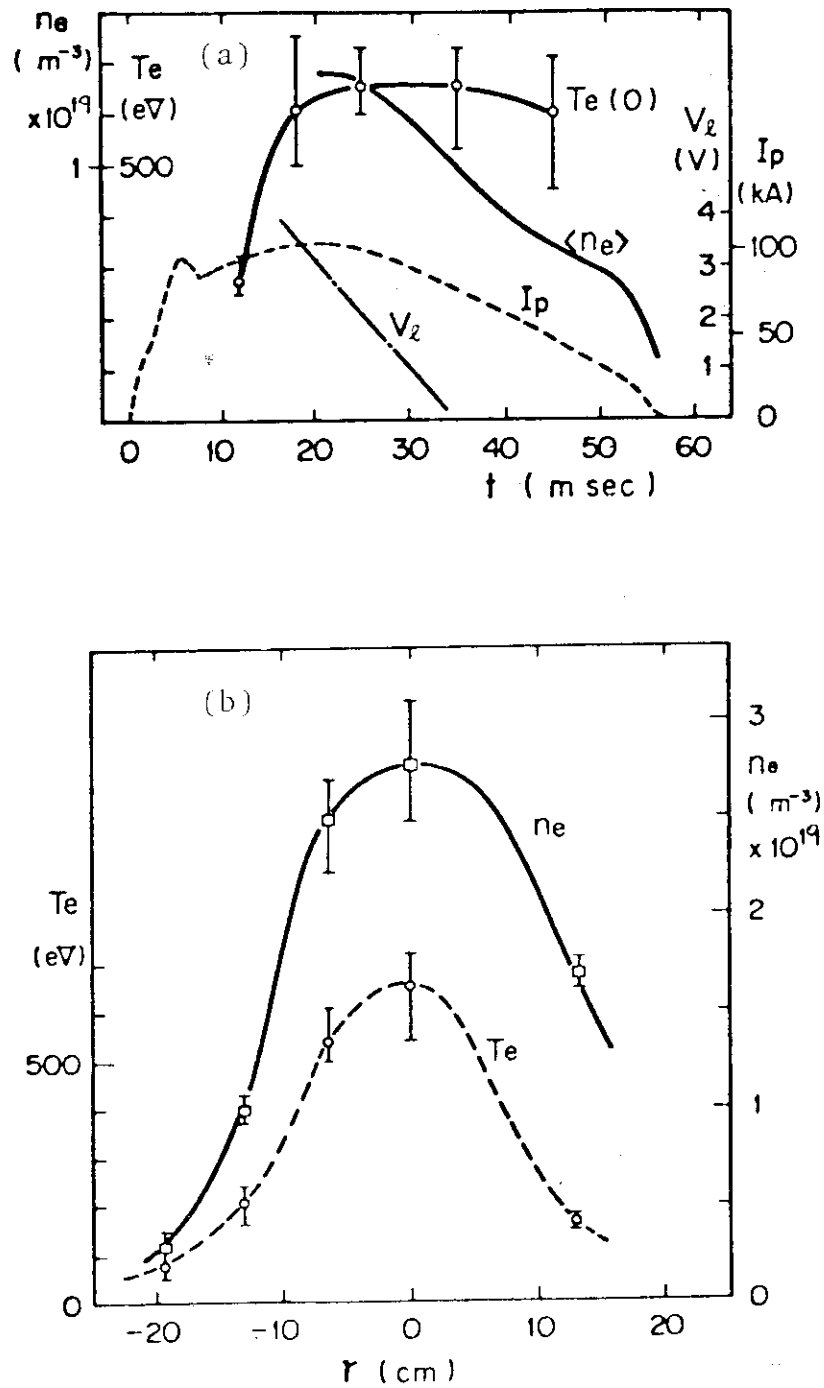 (a)
ne
( m⁻³)
x10¹⁹
Te
(eV)
1
500
Te (0)
Vℓ
(V)
Ip
(kA)
4
3
2
1
100
50
0
⟨ne⟩
Ip
Vℓ
0 10 20 30 40 50 60
t ( m sec)
(b)
3
ne
( m⁻³)
x 10¹⁹
2
1
0
ne
Te
Te
(eV)
500
0
-20 -10 0 10 20
r (cm)